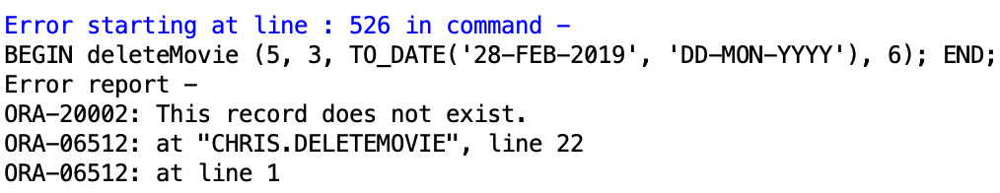 Error starting at line : 526 in command –
BEGIN deleteMovie (5, 3, TO_DATE('28-FEB-2019', 'DD-MON-YYYY'), 6); END;
Error report –
ORA-20002: This record does not exist.
ORA-06512: at "CHRIS.DELETEMOVIE", line 22
ORA-06512: at line 1